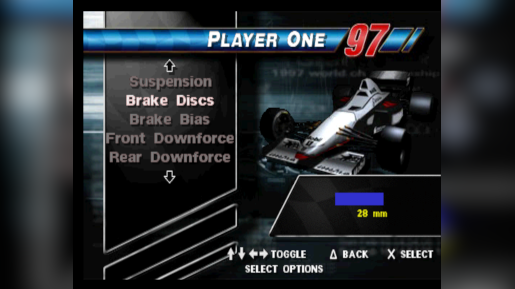 PLAYER ONE 97
Suspension
Brake Discs
Brake Bias
Front Downforce
Rear Downforce
28 mm
TOGGLE
BACK
X SELECT
SELECT OPTIONS